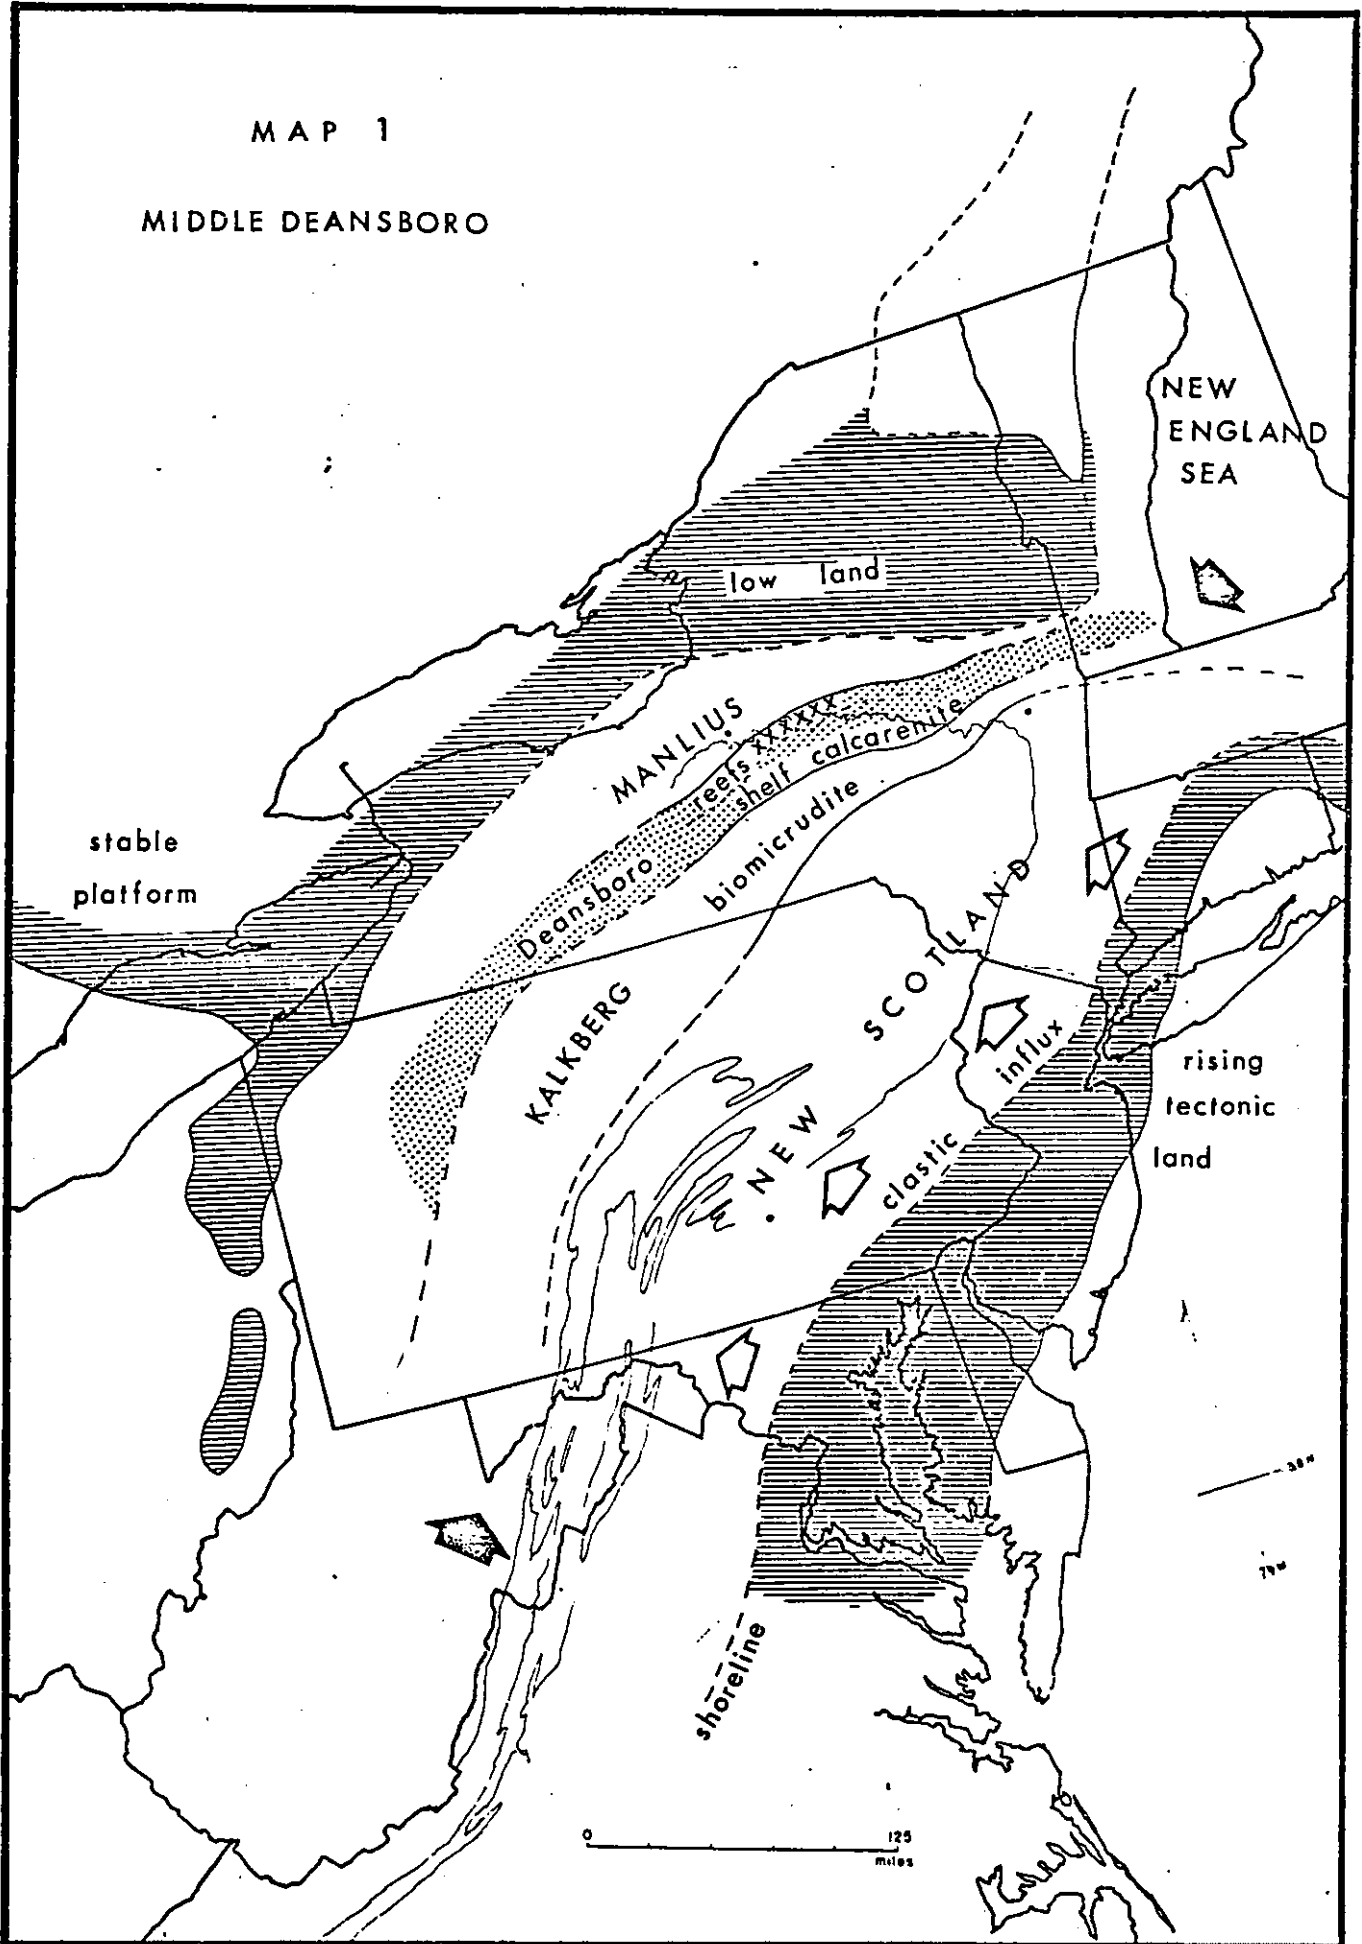 MAP 1
MIDDLE DEANSBORO
NEW
ENGLAND
SEA
low land
MANLIUS
reefs xxxxxx
shelf calcarenite
Deansboro
biomicrudite
stable
platform
KALKBERG
NEW SCOTLAND
clastic influx
rising
tectonic
land
shoreline
0 125
miles